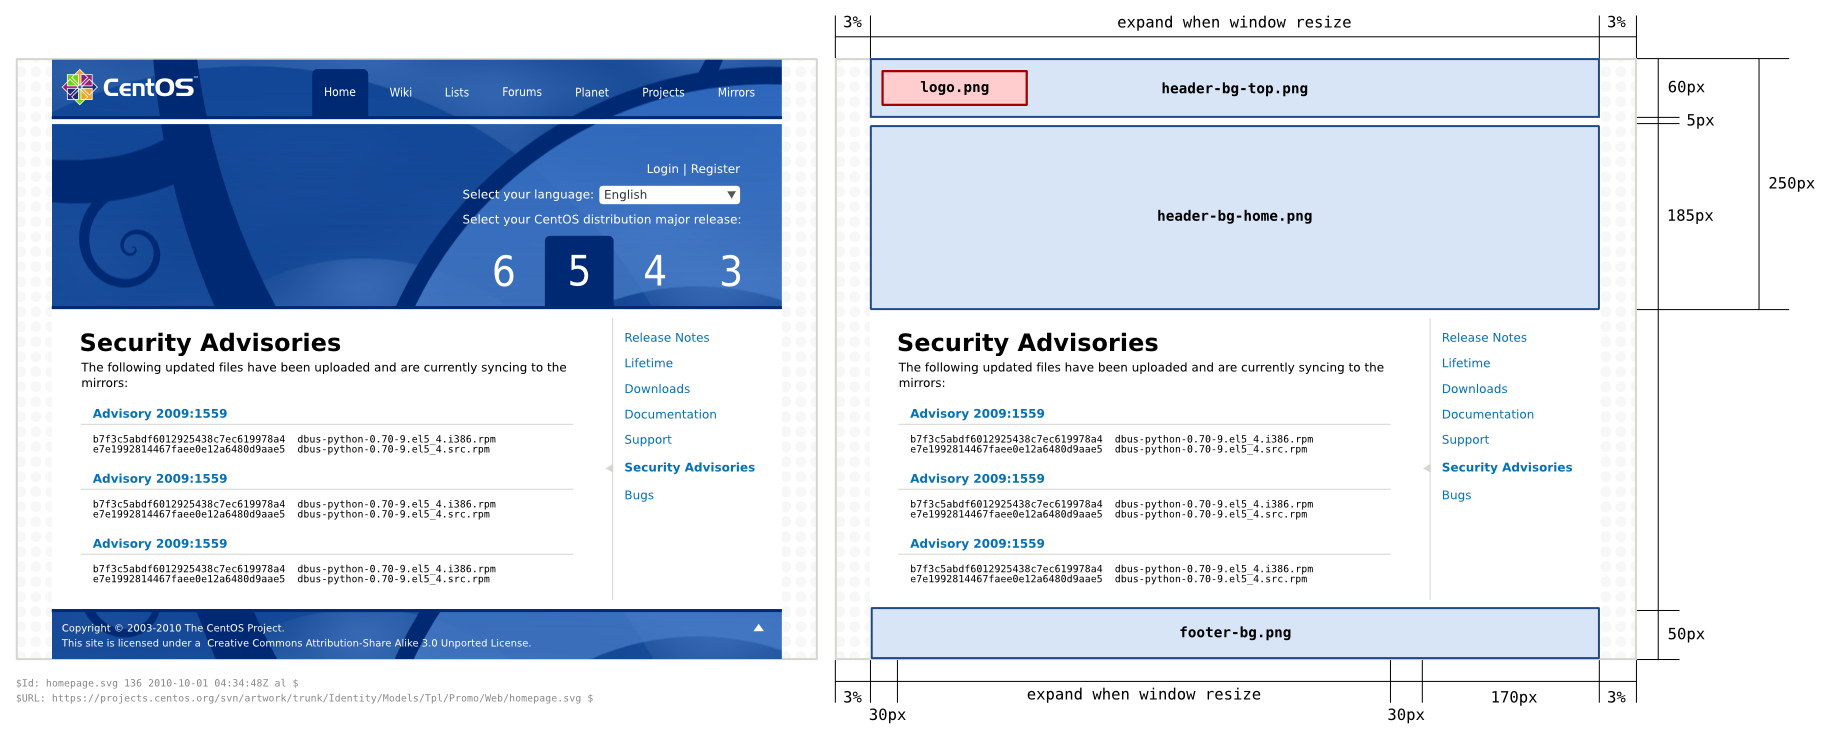 CentOS™
Home Wiki Lists Forums Planet Projects Mirrors
Login | Register
Select your language: English
Select your CentOS distribution major release:
6 5 4 3
Security Advisories
The following updated files have been uploaded and are currently syncing to the
mirrors:
Advisory 2009:1559
b7f3c5abdf6012925438c7ec619978a4 dbus-python-0.70-9.el5_4.i386.rpm
e7e1992814467faee0e12a6480d9aae5 dbus-python-0.70-9.el5_4.src.rpm
Advisory 2009:1559
b7f3c5abdf6012925438c7ec619978a4 dbus-python-0.70-9.el5_4.i386.rpm
e7e1992814467faee0e12a6480d9aae5 dbus-python-0.70-9.el5_4.src.rpm
Advisory 2009:1559
b7f3c5abdf6012925438c7ec619978a4 dbus-python-0.70-9.el5_4.i386.rpm
e7e1992814467faee0e12a6480d9aae5 dbus-python-0.70-9.el5_4.src.rpm
Release Notes
Lifetime
Downloads
Documentation
Support
Security Advisories
Bugs
Copyright © 2003-2010 The CentOS Project.
This site is licensed under a Creative Commons Attribution-Share Alike 3.0 Unported License.
$Id: homepage.svg 136 2010-10-01 04:34:48Z al $
$URL: https://projects.centos.org/svn/artwork/trunk/Identity/Models/Tpl/Promo/Web/homepage.svg $
3% expand when window resize 3%
logo.png header-bg-top.png
60px
5px
header-bg-home.png
185px
250px
Security Advisories
The following updated files have been uploaded and are currently syncing to the
mirrors:
Advisory 2009:1559
b7f3c5abdf6012925438c7ec619978a4 dbus-python-0.70-9.el5_4.i386.rpm
e7e1992814467faee0e12a6480d9aae5 dbus-python-0.70-9.el5_4.src.rpm
Advisory 2009:1559
b7f3c5abdf6012925438c7ec619978a4 dbus-python-0.70-9.el5_4.i386.rpm
e7e1992814467faee0e12a6480d9aae5 dbus-python-0.70-9.el5_4.src.rpm
Advisory 2009:1559
b7f3c5abdf6012925438c7ec619978a4 dbus-python-0.70-9.el5_4.i386.rpm
e7e1992814467faee0e12a6480d9aae5 dbus-python-0.70-9.el5_4.src.rpm
Release Notes
Lifetime
Downloads
Documentation
Support
Security Advisories
Bugs
footer-bg.png
50px
3% expand when window resize 170px 3%
30px 30px